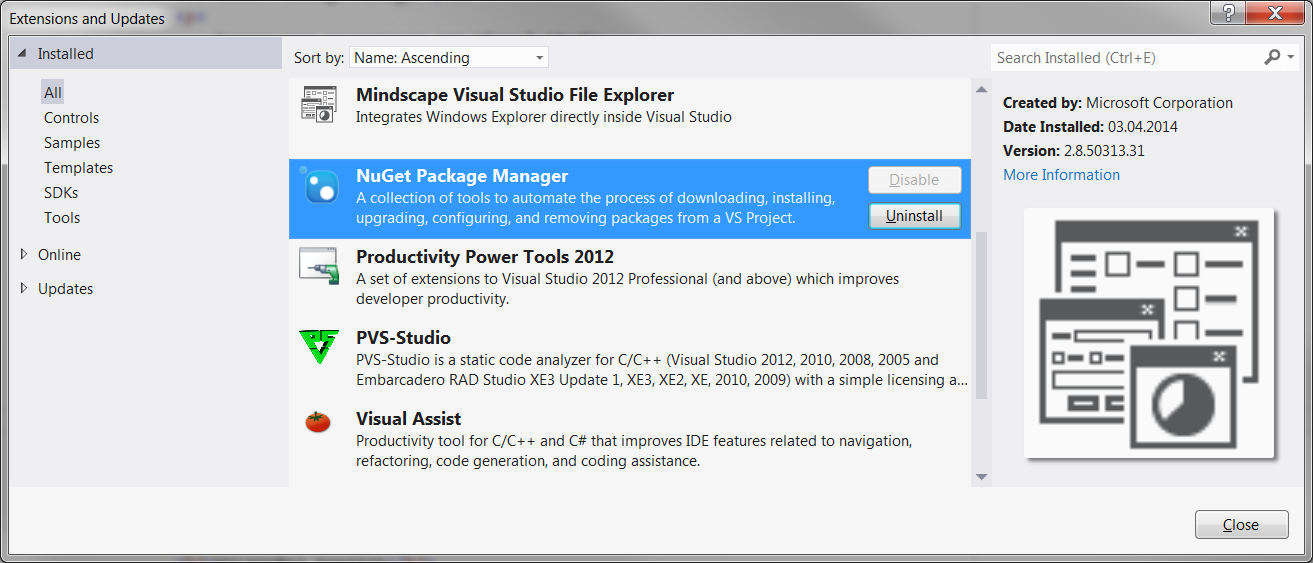 Extensions and Updates
Installed
All
Controls
Samples
Templates
SDKs
Tools
Online
Updates
Sort by: Name: Ascending
Mindscape Visual Studio File Explorer
Integrates Windows Explorer directly inside Visual Studio
NuGet Package Manager
A collection of tools to automate the process of downloading, installing,
upgrading, configuring, and removing packages from a VS Project.
Disable
Uninstall
Productivity Power Tools 2012
A set of extensions to Visual Studio 2012 Professional (and above) which improves
developer productivity.
PVS-Studio
PVS-Studio is a static code analyzer for C/C++ (Visual Studio 2012, 2010, 2008, 2005 and
Embarcadero RAD Studio XE3 Update 1, XE3, XE2, XE, 2010, 2009) with a simple licensing a...
Visual Assist
Productivity tool for C/C++ and C# that improves IDE features related to navigation,
refactoring, code generation, and coding assistance.
Search Installed (Ctrl+E)
Created by: Microsoft Corporation
Date Installed: 03.04.2014
Version: 2.8.50313.31
More Information
Close